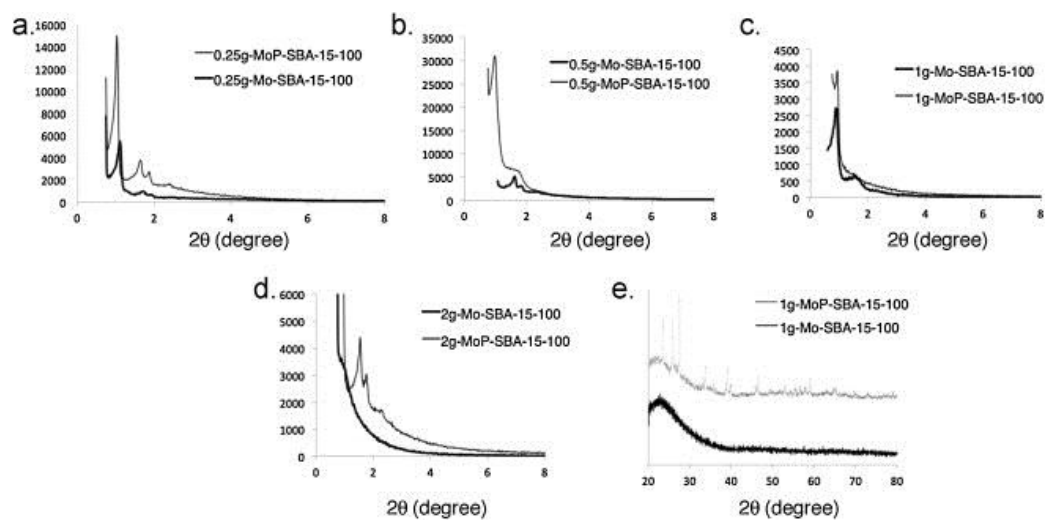 a.
16000
14000
12000
10000
8000
6000
4000
2000
0
0 2 4 6 8
2θ (degree)
0.25g-MoP-SBA-15-100
0.25g-Mo-SBA-15-100
b.
35000
30000
25000
20000
15000
10000
5000
0
0 2 4 6 8
2θ (degree)
0.5g-Mo-SBA-15-100
0.5g-MoP-SBA-15-100
c.
4500
4000
3500
3000
2500
2000
1500
1000
500
0
0 2 4 6 8
2θ (degree)
1g-Mo-SBA-15-100
1g-MoP-SBA-15-100
d.
6000
5000
4000
3000
2000
1000
0
0 2 4 6 8
2θ (degree)
2g-Mo-SBA-15-100
2g-MoP-SBA-15-100
e.
1g-MoP-SBA-15-100
1g-Mo-SBA-15-100
20 30 40 50 60 70 80
2θ (degree)